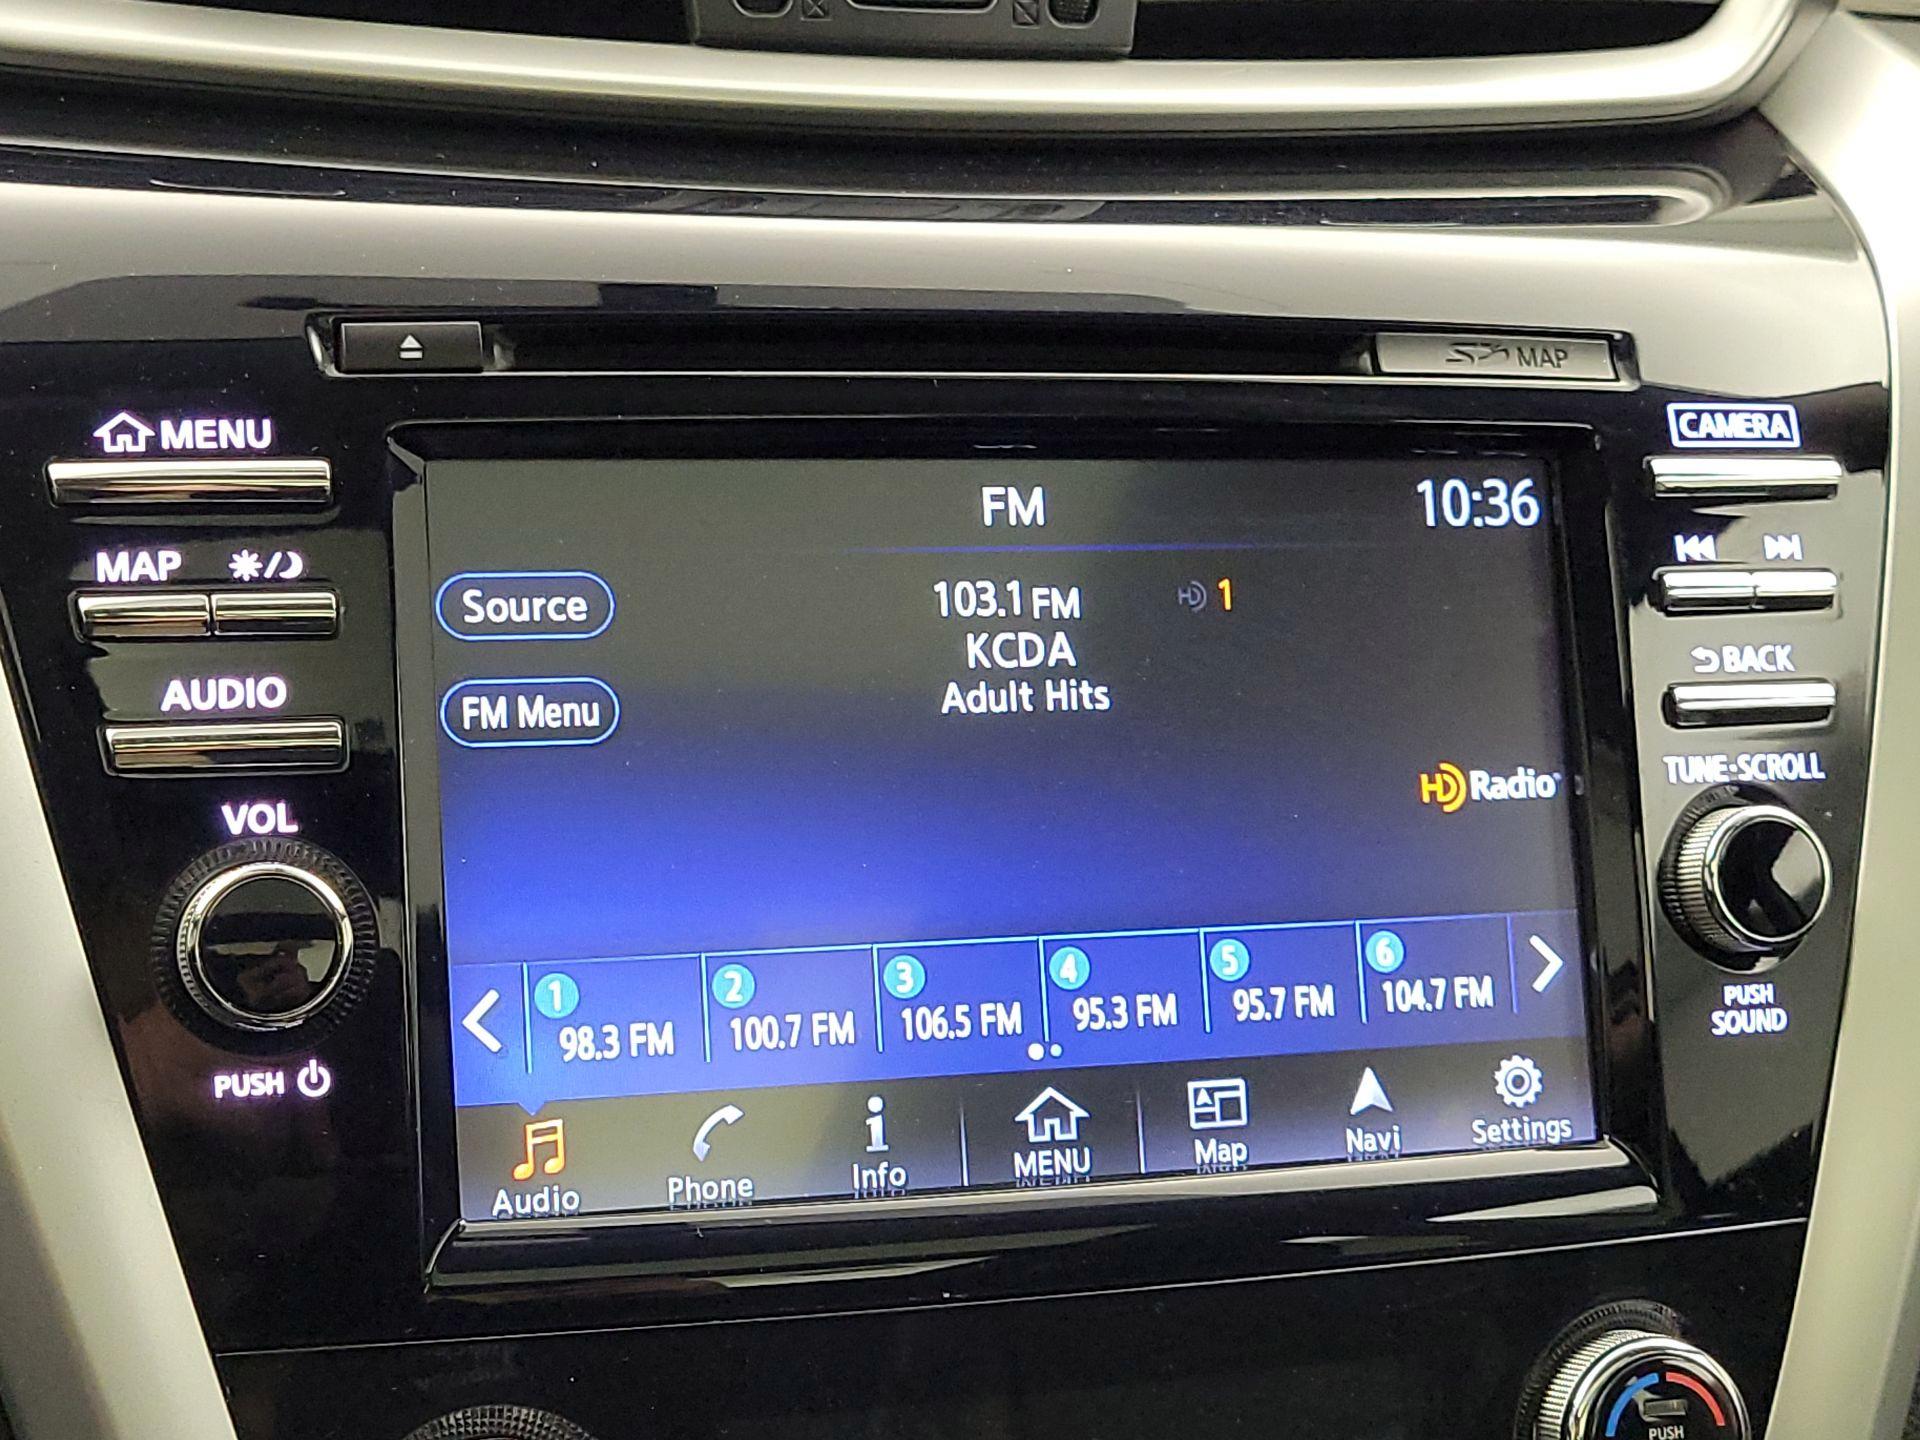 MAP
MENU
CAMERA
FM
10:36
MAP
Source
103.1 FM
HD 1
KCDA
BACK
AUDIO
FM Menu
Adult Hits
HD Radio
TUNE·SCROLL
VOL
1
2
3
4
5
6
98.3 FM
100.7 FM
106.5 FM
95.3 FM
95.7 FM
104.7 FM
PUSH
SOUND
PUSH
Audio
Phone
Info
MENU
Map
Navi
Settings
PUSH